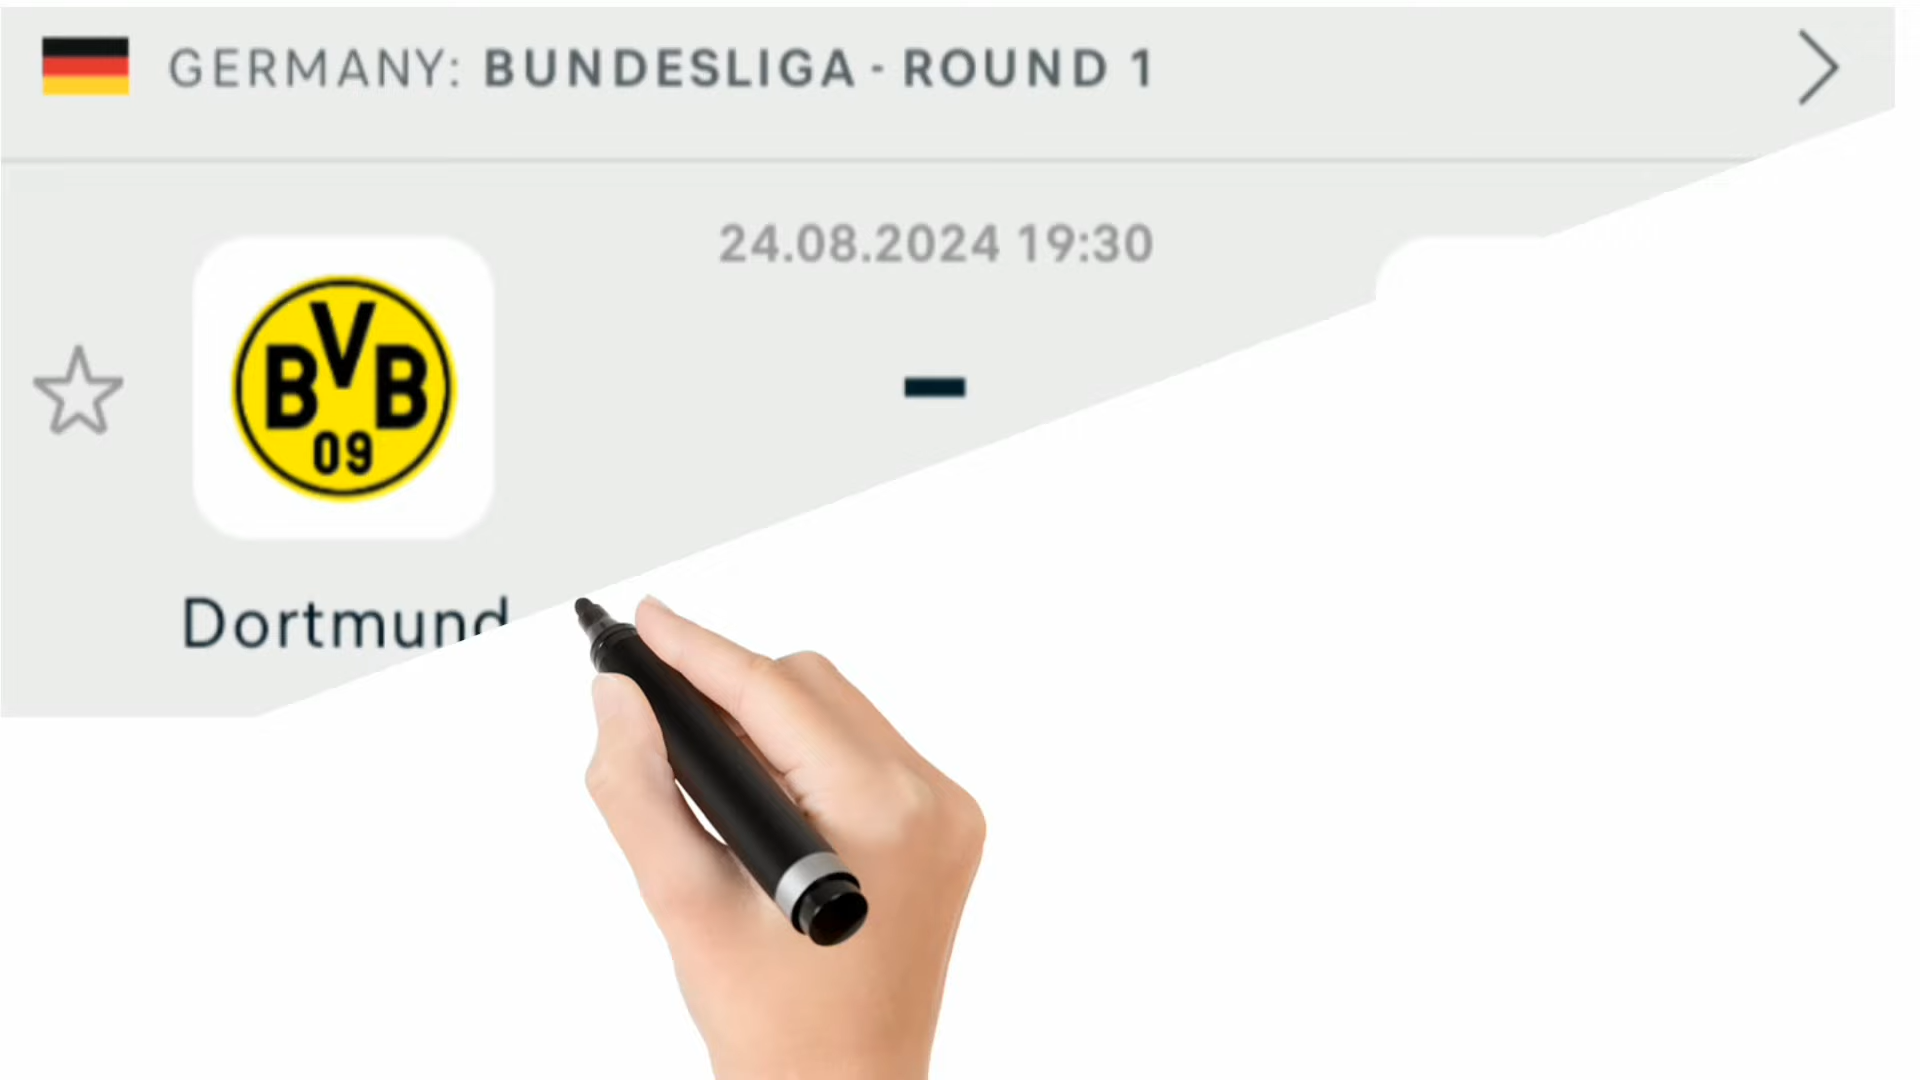 GERMANY: BUNDESLIGA - ROUND 1
24.08.2024 19:30
BVB
09
-
Dortmund